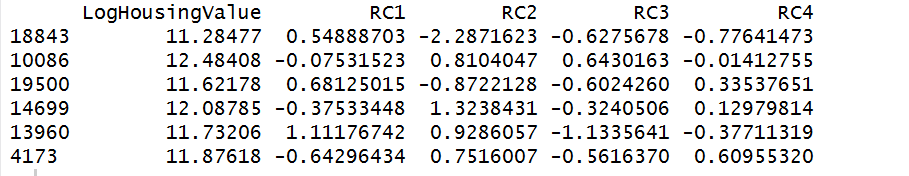 LogHousingValue RC1 RC2 RC3 RC4
18843 11.28477 0.54888703 -2.2871623 -0.6275678 -0.77641473
10086 12.48408 -0.07531523 0.8104047 0.6430163 -0.01412755
19500 11.62178 0.68125015 -0.8722128 -0.6024260 0.33537651
14699 12.08785 -0.37533448 1.3238431 -0.3240506 0.12979814
13960 11.73206 1.11176742 0.9286057 -1.1335641 -0.37711319
4173 11.87618 -0.64296434 0.7516007 -0.5616370 0.60955320